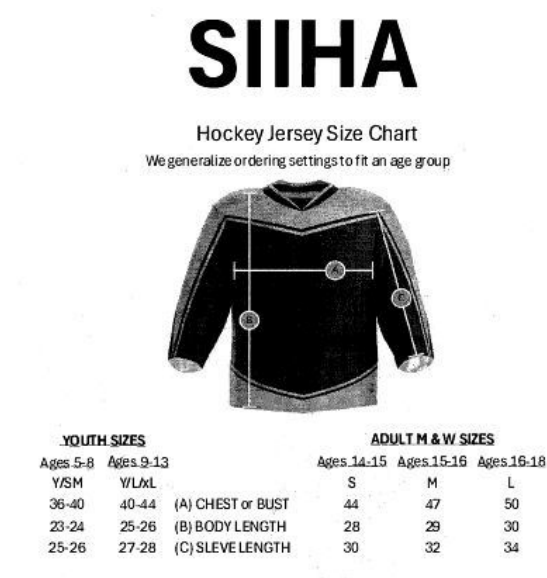 SIIHA
Hockey Jersey Size Chart
We generalize ordering settings to fit an age group
A
B
C
YOUTH SIZES ADULT M & W SIZES
Ages 5-8 Ages 9-13 Ages 14-15 Ages 15-16 Ages 16-18
Y/SM Y/L/xL S M L
36-40 40-44 (A) CHEST or BUST 44 47 50
23-24 25-26 (B) BODY LENGTH 28 29 30
25-26 27-28 (C) SLEVE LENGTH 30 32 34